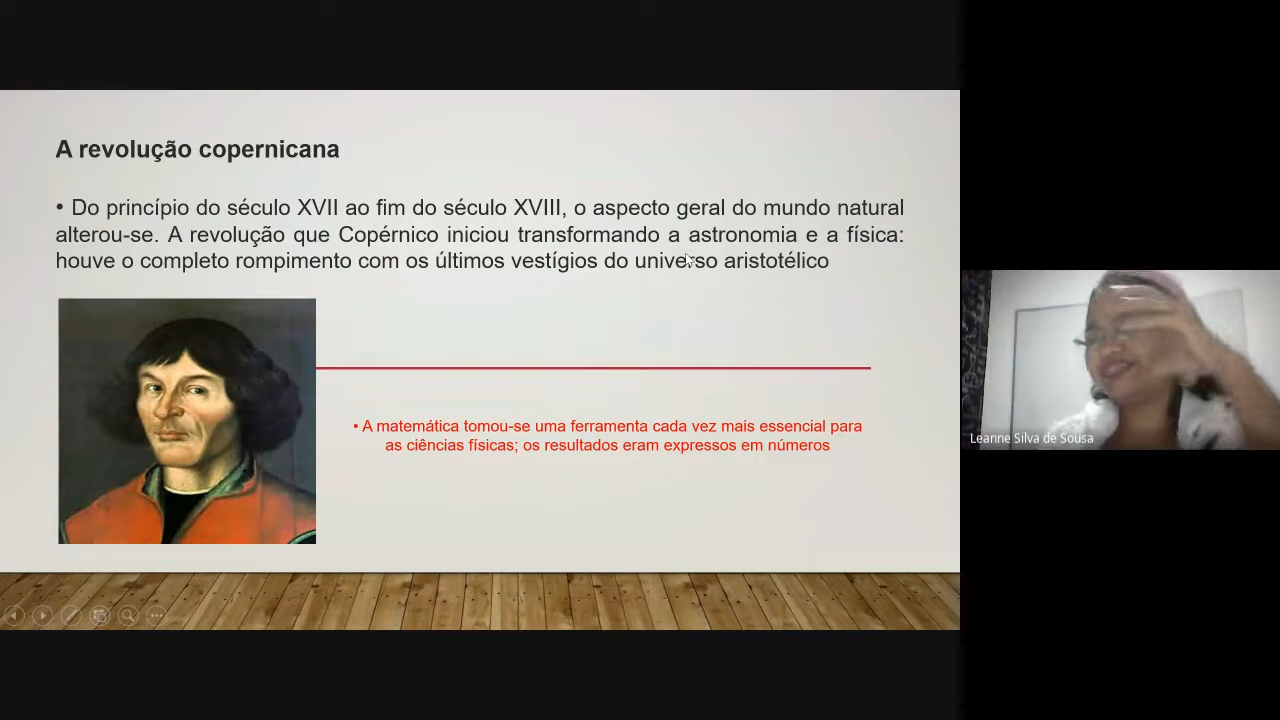 A revolução copernicana
• Do princípio do século XVII ao fim do século XVIII, o aspecto geral do mundo natural
alterou-se. A revolução que Copérnico iniciou transformando a astronomia e a física:
houve o completo rompimento com os últimos vestígios do universo aristotélico
• A matemática tomou-se uma ferramenta cada vez mais essencial para
as ciências físicas; os resultados eram expressos em números
Leanne Silva de Sousa